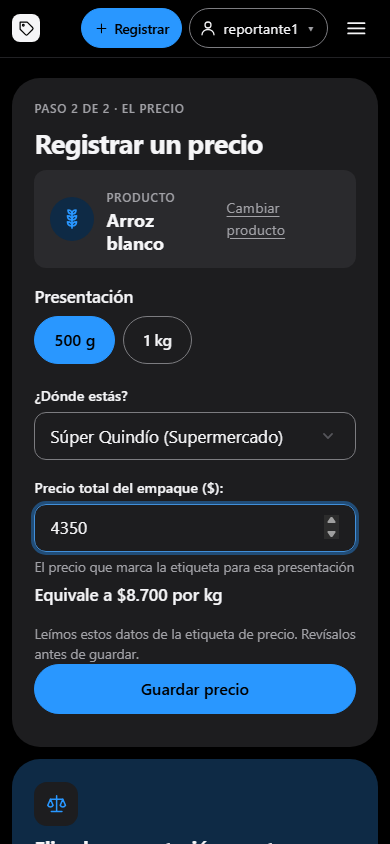 + Registrar
reportante1 ▾
PASO 2 DE 2 · EL PRECIO
Registrar un precio
PRODUCTO
Arroz
blanco
Cambiar
producto
Presentación
500 g
1 kg
¿Dónde estás?
Súper Quindío (Supermercado)
Precio total del empaque ($):
4350
El precio que marca la etiqueta para esa presentación
Equivale a $8.700 por kg
Leímos estos datos de la etiqueta de precio. Revísalos
antes de guardar.
Guardar precio